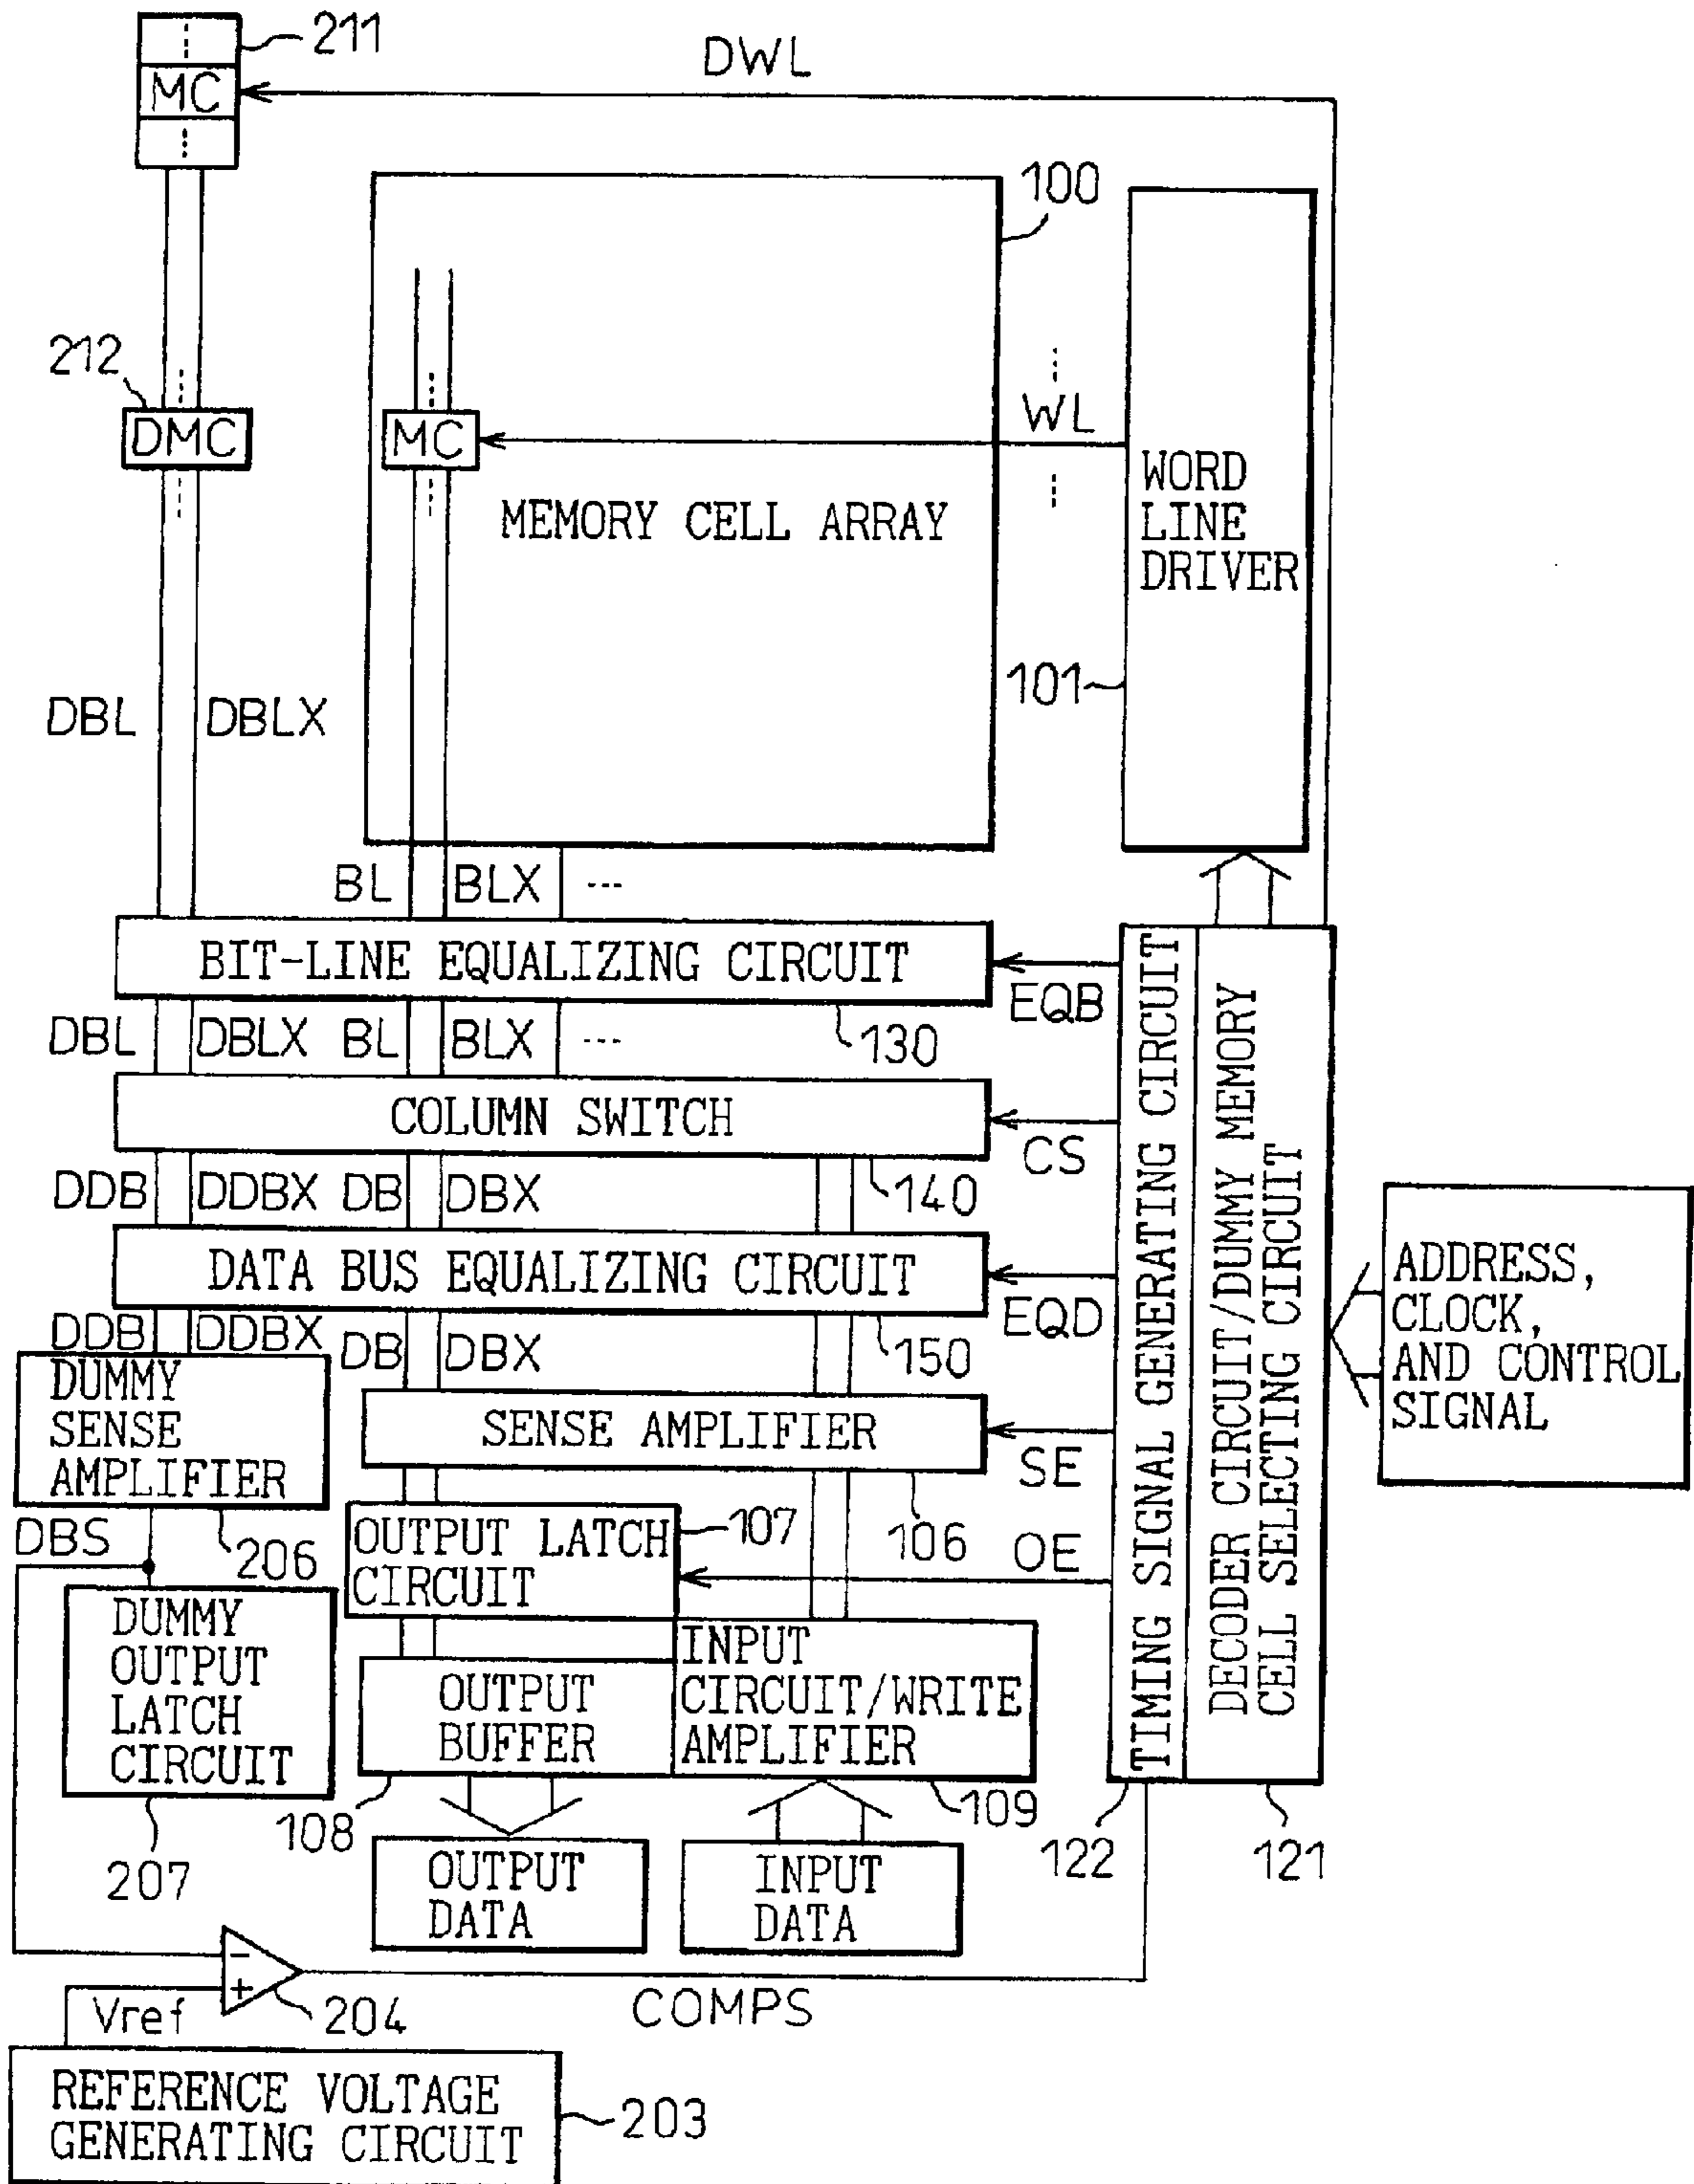 211
MC
DWL
100
212
DMC
MC
WL
MEMORY CELL ARRAY
WORD
LINE
DRIVER
101
DBL
DBLX
BL
BLX
BIT-LINE EQUALIZING CIRCUIT
EQB
130
DBL
DBLX
BL
BLX
COLUMN SWITCH
CS
140
DDB
DDBX
DB
DBX
DATA BUS EQUALIZING CIRCUIT
EQD
150
DDB
DDBX
DB
DBX
DUMMY
SENSE
AMPLIFIER
206
SENSE AMPLIFIER
SE
106
DBS
OUTPUT LATCH
CIRCUIT
107
OE
DUMMY
OUTPUT
LATCH
CIRCUIT
207
OUTPUT
BUFFER
108
INPUT
CIRCUIT/WRITE
AMPLIFIER
109
TIMING SIGNAL GENERATING CIRCUIT
122
DECODER CIRCUIT/DUMMY MEMORY
CELL SELECTING CIRCUIT
121
ADDRESS,
CLOCK,
AND CONTROL
SIGNAL
OUTPUT
DATA
INPUT
DATA
-
+
204
Vref
COMPS
REFERENCE VOLTAGE
GENERATING CIRCUIT
203